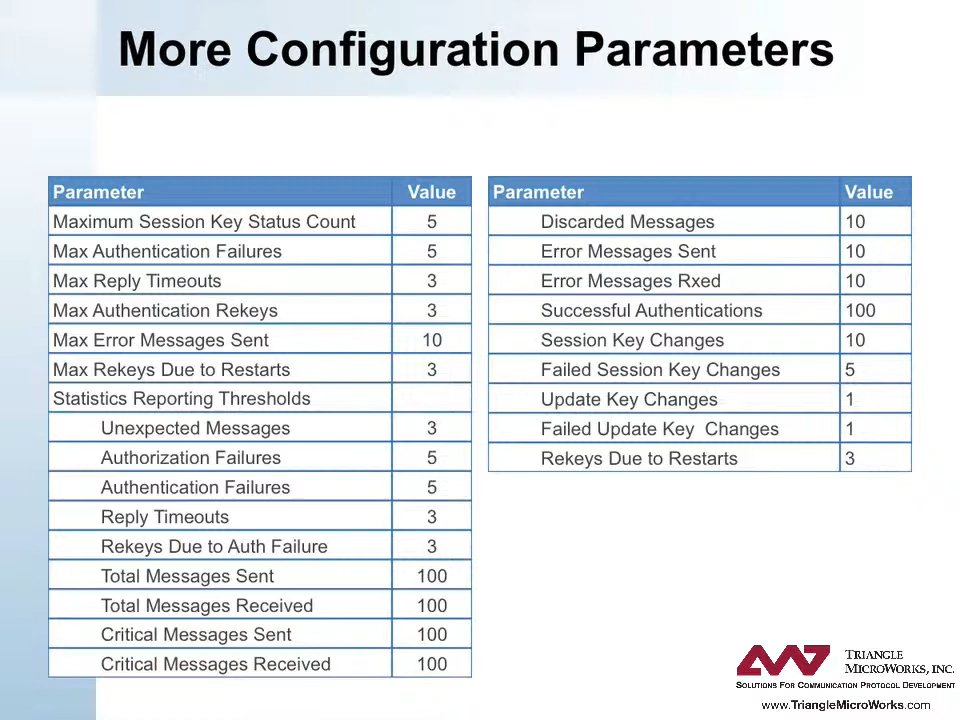 More Configuration Parameters
Parameter Value
Maximum Session Key Status Count 5
Max Authentication Failures 5
Max Reply Timeouts 3
Max Authentication Rekeys 3
Max Error Messages Sent 10
Max Rekeys Due to Restarts 3
Statistics Reporting Thresholds
Unexpected Messages 3
Authorization Failures 5
Authentication Failures 5
Reply Timeouts 3
Rekeys Due to Auth Failure 3
Total Messages Sent 100
Total Messages Received 100
Critical Messages Sent 100
Critical Messages Received 100
Parameter Value
Discarded Messages 10
Error Messages Sent 10
Error Messages Rxed 10
Successful Authentications 100
Session Key Changes 10
Failed Session Key Changes 5
Update Key Changes 1
Failed Update Key  Changes 1
Rekeys Due to Restarts 3
TRIANGLE
MICROWORKS, INC.
SOLUTIONS FOR COMMUNICATION PROTOCOL DEVELOPMENT
www.TriangleMicroWorks.com